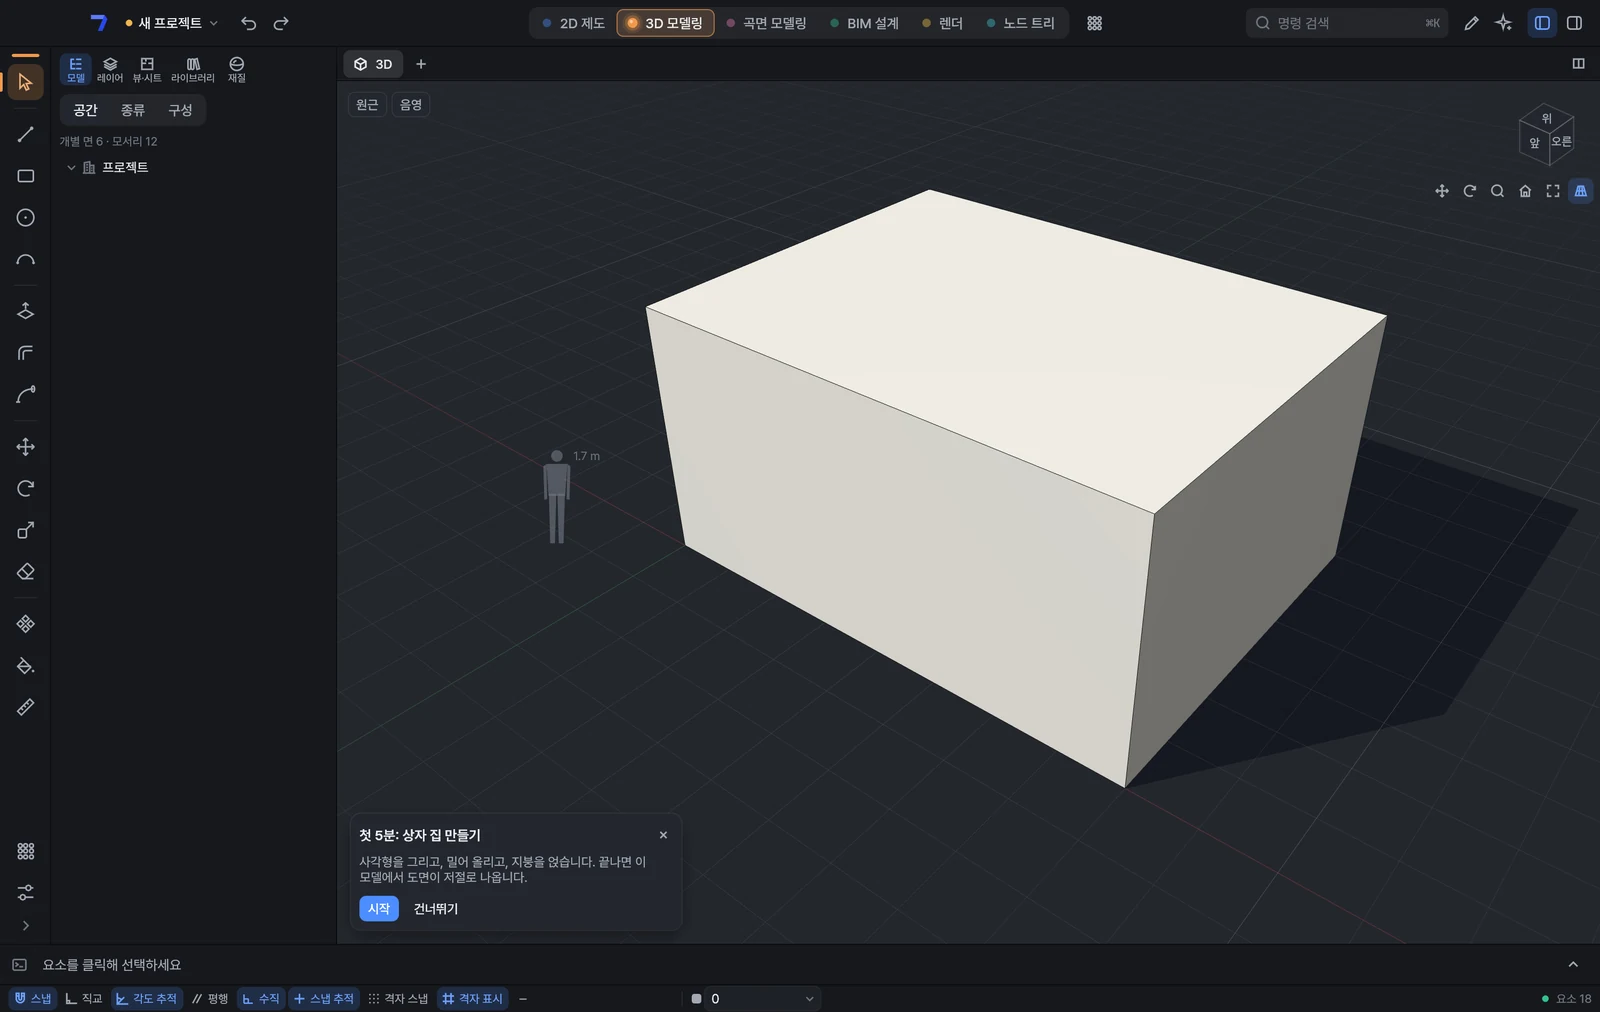 새 프로젝트
2D 제도
3D 모델링
곡면 모델링
BIM 설계
렌더
노드 트리
명령 검색
⌘K
모델
레이어
뷰·시트
라이브러리
재질
3D
공간
종류
구성
원근
음영
개별 면 6 · 모서리 12
프로젝트
위
앞
오른
1.7 m
첫 5분: 상자 집 만들기
사각형을 그리고, 밀어 올리고, 지붕을 얹습니다. 끝나면 이
모델에서 도면이 저절로 나옵니다.
시작
건너뛰기
요소를 클릭해 선택하세요
스냅
직교
각도 추적
평행
수직
스냅 추적
격자 스냅
격자 표시
0
요소 18